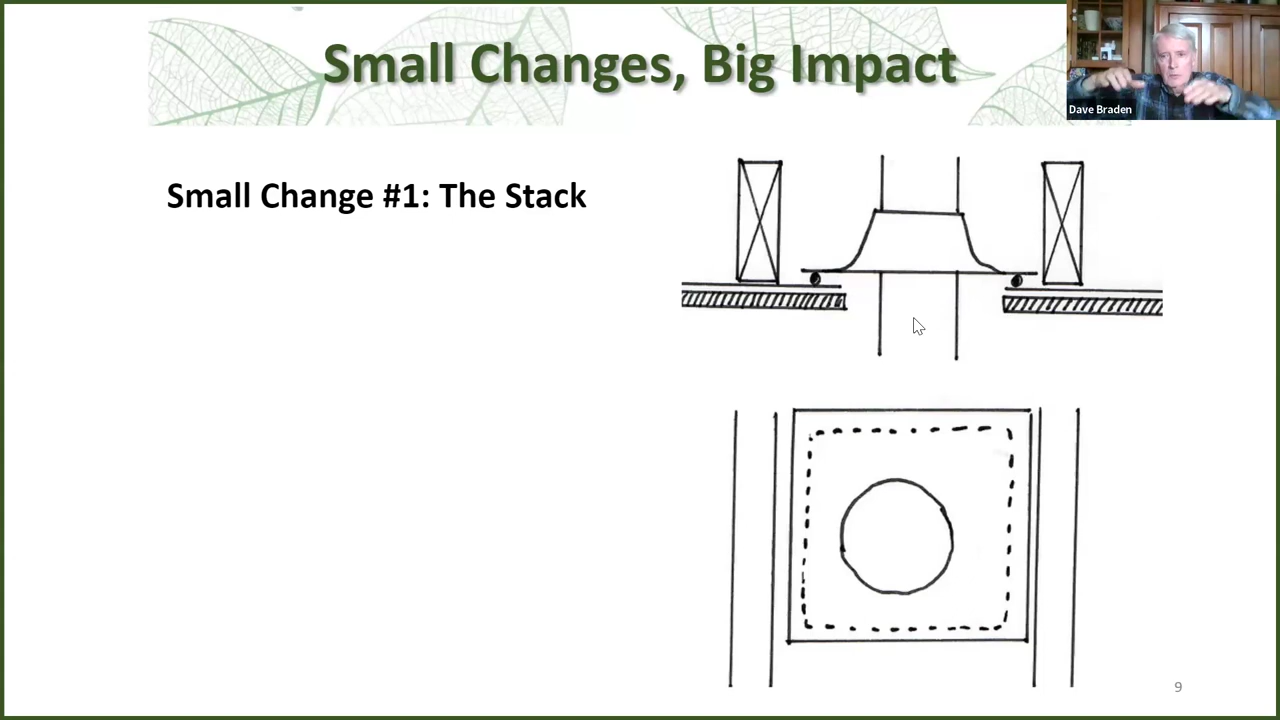 Small Changes, Big Impact
Dave Braden
Small Change #1: The Stack
9